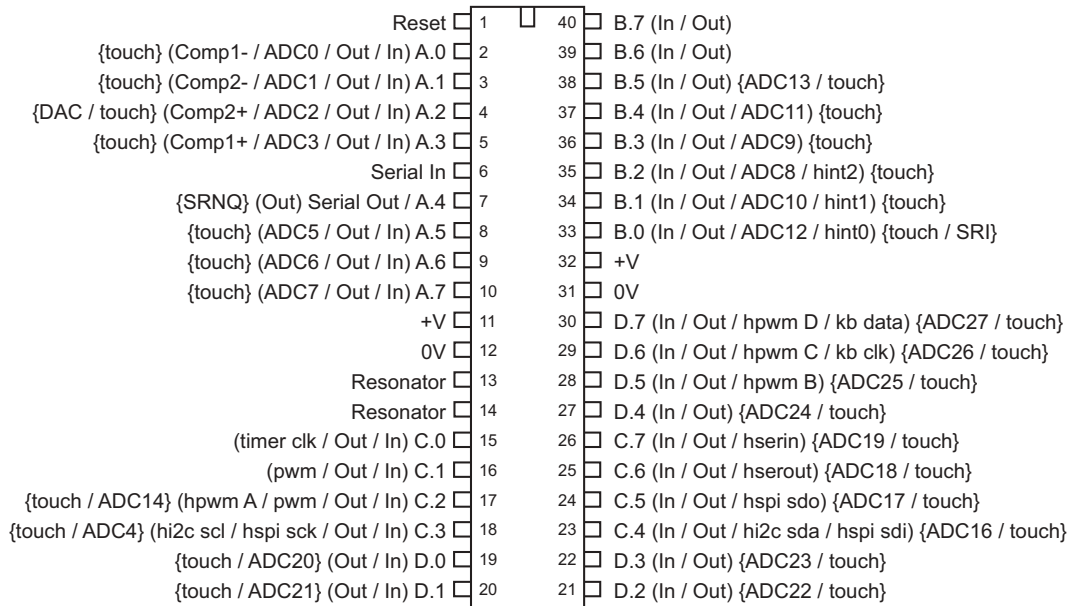 Reset 1 40 B.7 (In / Out)
{touch} (Comp1- / ADC0 / Out / In) A.0 2 39 B.6 (In / Out)
{touch} (Comp2- / ADC1 / Out / In) A.1 3 38 B.5 (In / Out) {ADC13 / touch}
{DAC / touch} (Comp2+ / ADC2 / Out / In) A.2 4 37 B.4 (In / Out / ADC11) {touch}
{touch} (Comp1+ / ADC3 / Out / In) A.3 5 36 B.3 (In / Out / ADC9) {touch}
Serial In 6 35 B.2 (In / Out / ADC8 / hint2) {touch}
{SRNQ} (Out) Serial Out / A.4 7 34 B.1 (In / Out / ADC10 / hint1) {touch}
{touch} (ADC5 / Out / In) A.5 8 33 B.0 (In / Out / ADC12 / hint0) {touch / SRI}
{touch} (ADC6 / Out / In) A.6 9 32 +V
{touch} (ADC7 / Out / In) A.7 10 31 0V
+V 11 30 D.7 (In / Out / hpwm D / kb data) {ADC27 / touch}
0V 12 29 D.6 (In / Out / hpwm C / kb clk) {ADC26 / touch}
Resonator 13 28 D.5 (In / Out / hpwm B) {ADC25 / touch}
Resonator 14 27 D.4 (In / Out) {ADC24 / touch}
(timer clk / Out / In) C.0 15 26 C.7 (In / Out / hserin) {ADC19 / touch}
(pwm / Out / In) C.1 16 25 C.6 (In / Out / hserout) {ADC18 / touch}
{touch / ADC14} (hpwm A / pwm / Out / In) C.2 17 24 C.5 (In / Out / hspi sdo) {ADC17 / touch}
{touch / ADC4} (hi2c scl / hspi sck / Out / In) C.3 18 23 C.4 (In / Out / hi2c sda / hspi sdi) {ADC16 / touch}
{touch / ADC20} (Out / In) D.0 19 22 D.3 (In / Out) {ADC23 / touch}
{touch / ADC21} (Out / In) D.1 20 21 D.2 (In / Out) {ADC22 / touch}